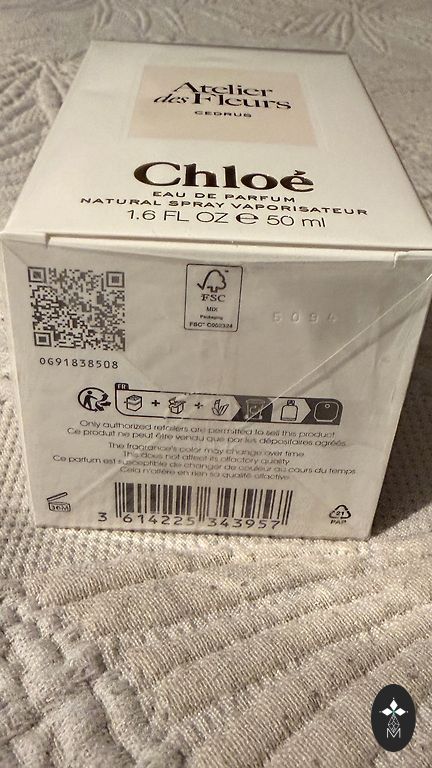 Atelier
des Fleurs
CEDRUS
Chloé
EAU DE PARFUM
NATURAL SPRAY VAPORISATEUR
1.6 FL OZ e 50 ml
FSC
MIX
Packaging
FSC® C002324
5094
0G91838508
FR
Only authorized retailers are permitted to sell this product
Ce produit ne peut être vendu que par les dépositaires agréés.
The fragrance's color may change over time.
This does not affect its olfactory quality
Ce parfum est susceptible de changer de couleur au cours du temps
Cela n'altère en rien sa qualité olfactive.
36M
3 614225 343957
21
PAP
M